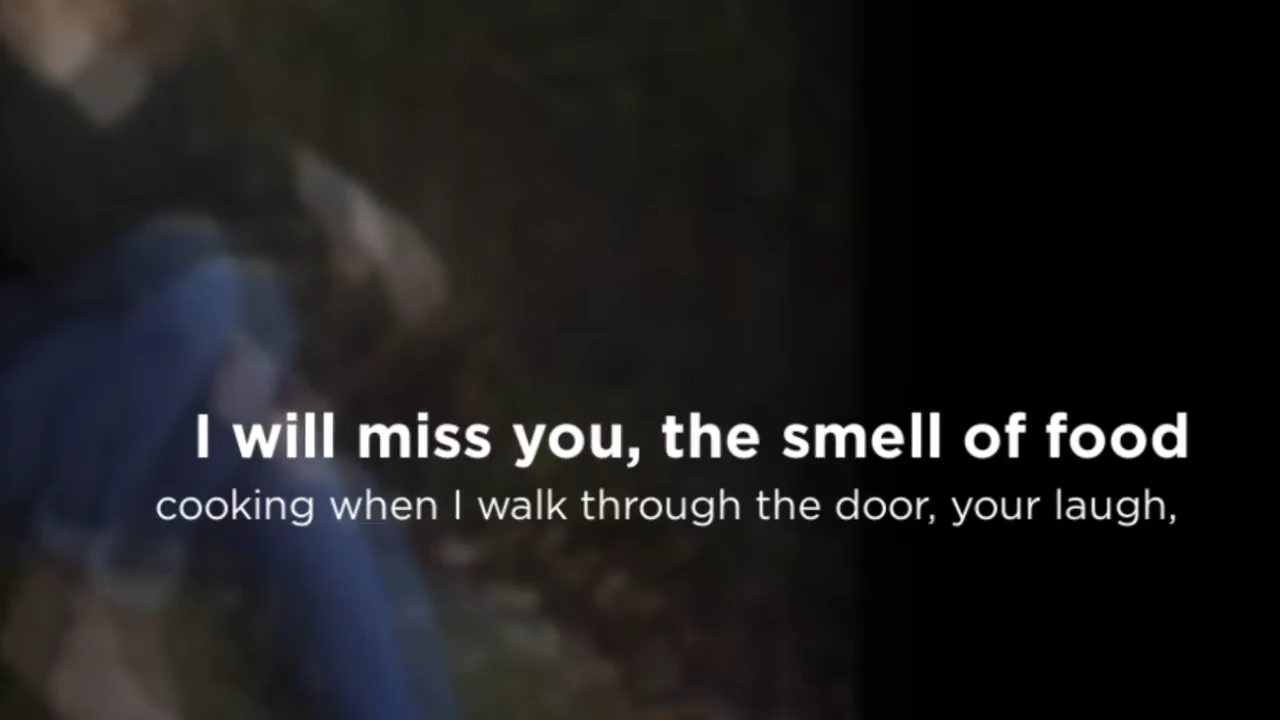 I will miss you, the smell of food
cooking when I walk through the door, your laugh,